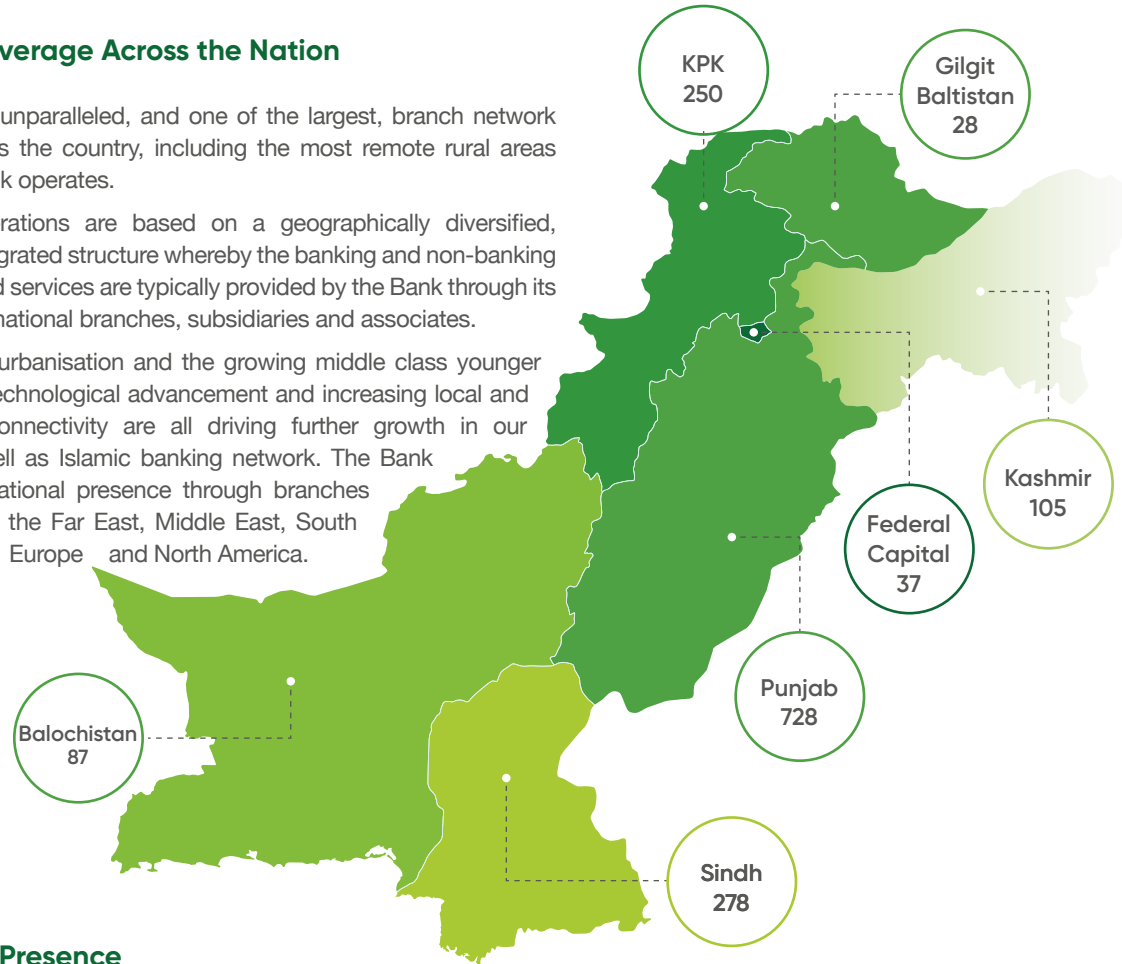 verage Across the Nation
unparalleled, and one of the largest, branch network
s the country, including the most remote rural areas
k operates.
rations are based on a geographically diversified,
grated structure whereby the banking and non-banking
d services are typically provided by the Bank through its
national branches, subsidiaries and associates.
urbanisation and the growing middle class younger
echnological advancement and increasing local and
onnectivity are all driving further growth in our
ell as Islamic banking network. The Bank
ational presence through branches
the Far East, Middle East, South
Europe and North America.
KPK
250
Gilgit
Baltistan
28
Kashmir
105
Federal
Capital
37
Punjab
728
Balochistan
87
Sindh
278
Presence